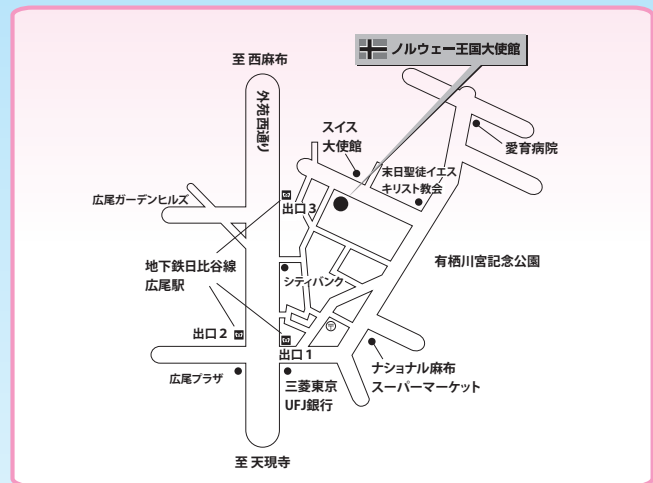 ノルウェー王国大使館
至 西麻布
外苑西通り
スイス
大使館
愛育病院
末日聖徒イエス
キリスト教会
広尾ガーデンヒルズ
出口 3
地下鉄日比谷線
広尾駅
有栖川宮記念公園
シティバンク
出口 2
出口 1
広尾プラザ
三菱東京
UFJ銀行
ナショナル麻布
スーパーマーケット
至 天現寺